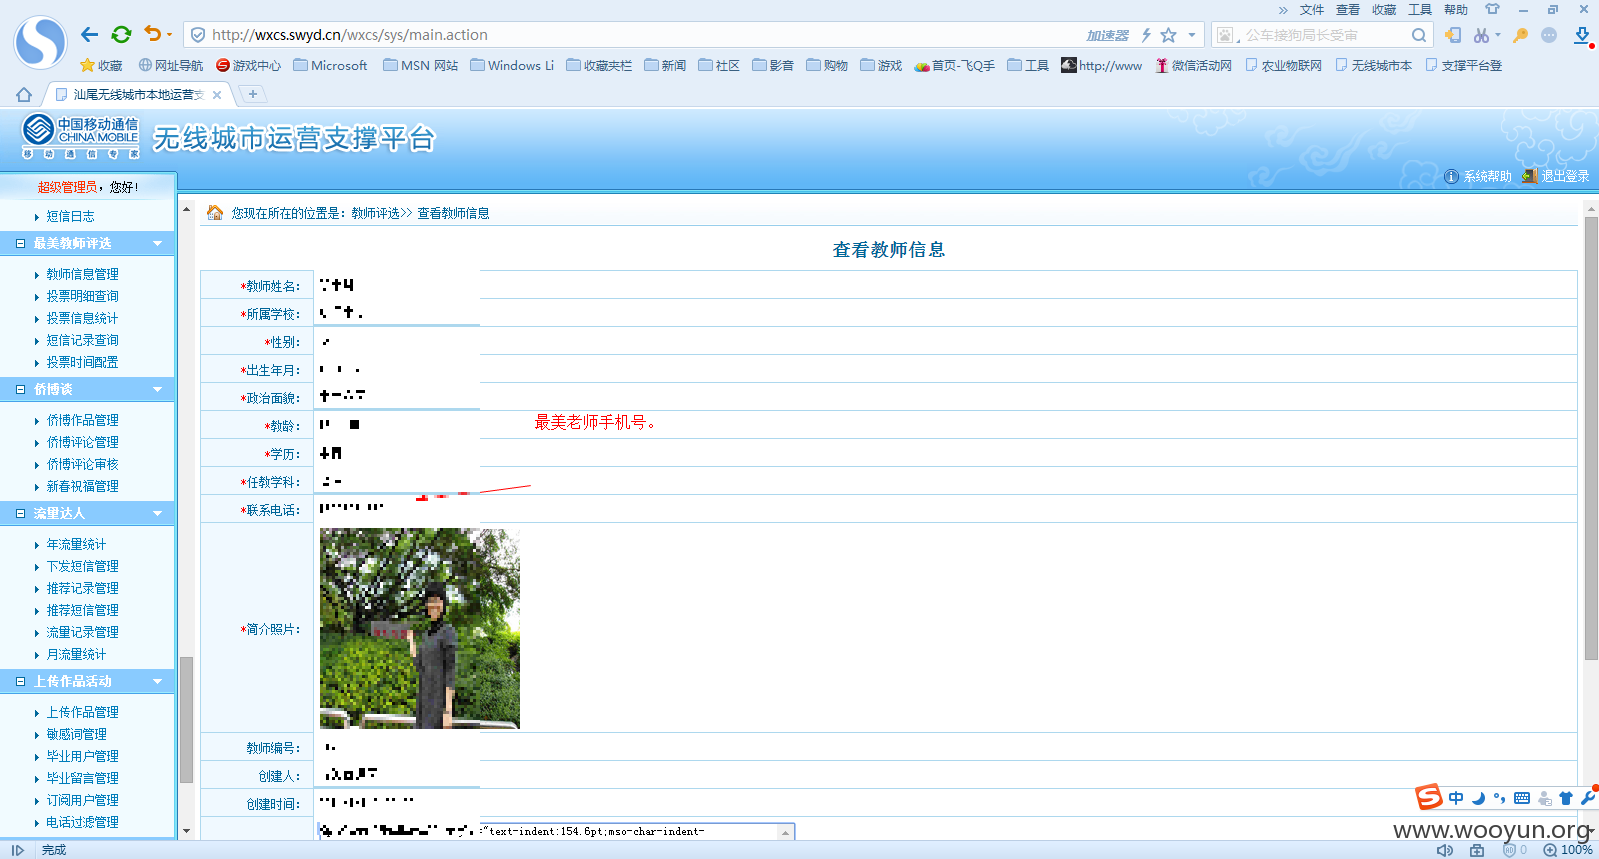 文件 查看 收藏 工具 帮助
http://wxcs.swyd.cn/wxcs/sys/main.action
加速器
公车接狗局长受审
收藏 网址导航 游戏中心 Microsoft MSN 网站 Windows Li 收藏夹栏 新闻 社区 影音 购物 游戏 首页-飞Q手 工具 http://www 微信活动网 农业物联网 无线城市本 支撑平台登
汕尾无线城市本地运营支
中国移动通信
CHINA MOBILE
移动通信专家
无线城市运营支撑平台
系统帮助 退出登录
超级管理员，您好!
短信日志
最美教师评选
教师信息管理
投票明细查询
投票信息统计
短信记录查询
投票时间配置
侨博谈
侨博作品管理
侨博评论管理
侨博评论审核
新春祝福管理
流量达人
年流量统计
下发短信管理
推荐记录管理
推荐短信管理
流量记录管理
月流量统计
上传作品活动
上传作品管理
敏感词管理
毕业用户管理
毕业留言管理
订阅用户管理
电话过滤管理
您现在所在的位置是：教师评选>> 查看教师信息
查看教师信息
*教师姓名：
*所属学校：
*性别：
*出生年月：
*政治面貌：
*教龄：
最美老师手机号。
*学历：
*任教学科：
*联系电话：
*简介照片：
教师编号：
创建人：
创建时间：
="text-indent:154.6pt;mso-char-indent-
中
www.wooyun.org
完成
0
100%